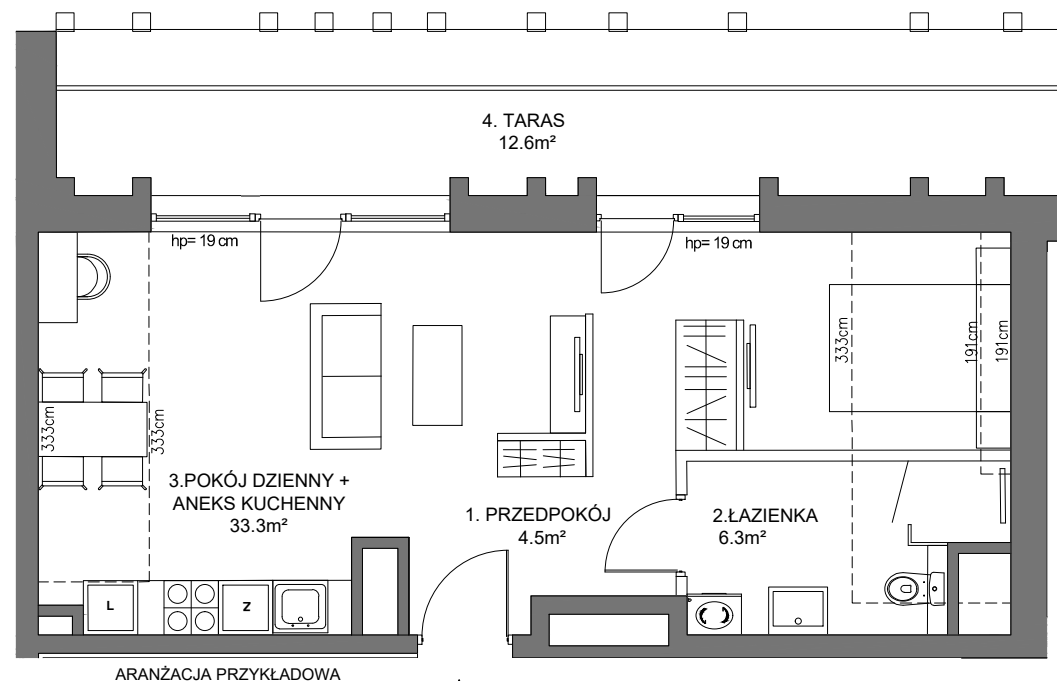 4. TARAS
12.6m²
hp= 19 cm
hp= 19 cm
333cm
191cm
191cm
333cm
333cm
3.POKÓJ DZIENNY +
ANEKS KUCHENNY
33.3m²
1. PRZEDPOKÓJ
4.5m²
2.ŁAZIENKA
6.3m²
L
Z
ARANŻACJA PRZYKŁADOWA